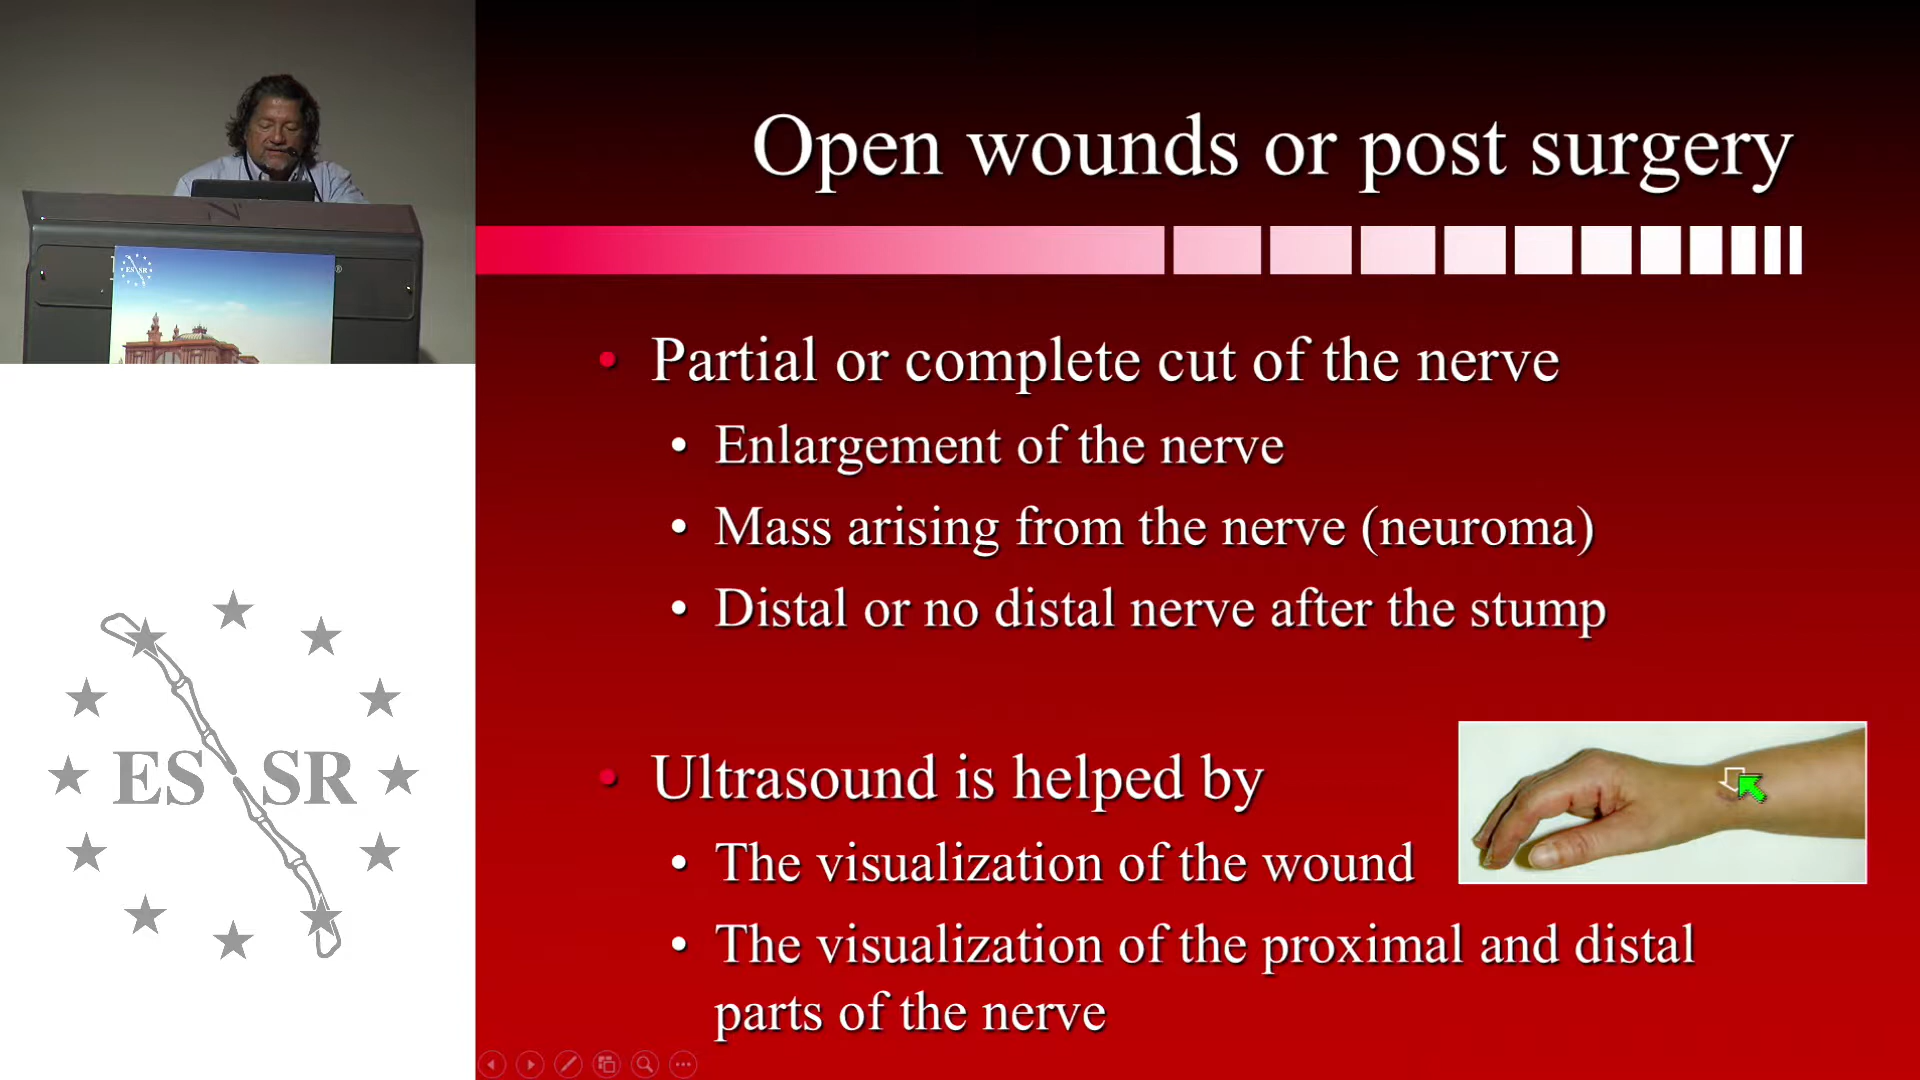 Open wounds or post surgery
• Partial or complete cut of the nerve
• Enlargement of the nerve
• Mass arising from the nerve (neuroma)
• Distal or no distal nerve after the stump
• Ultrasound is helped by
• The visualization of the wound
• The visualization of the proximal and distal
parts of the nerve
ES SR
ES SR